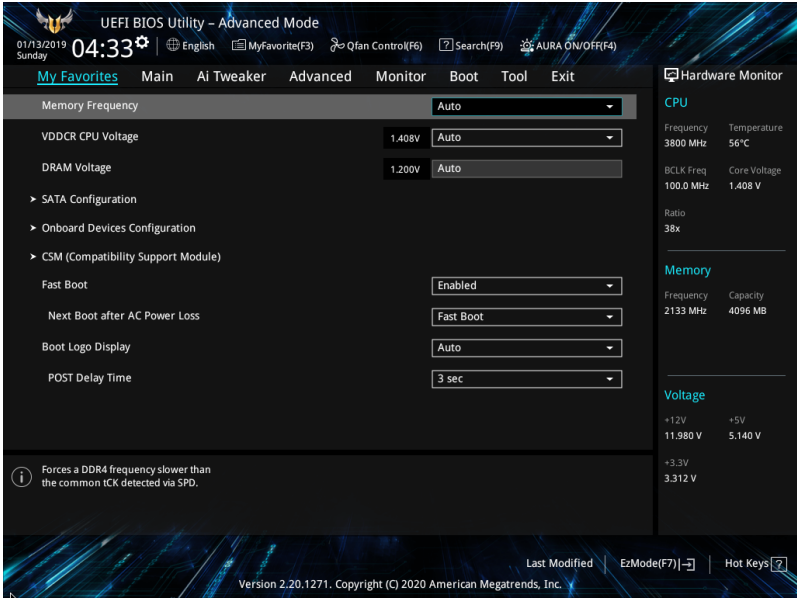 UEFI BIOS Utility – Advanced Mode
01/13/2019
Sunday
04:33
English
MyFavorite(F3)
Qfan Control(F6)
? Search(F9)
AURA ON/OFF(F4)
My Favorites Main Ai Tweaker Advanced Monitor Boot Tool Exit
Memory Frequency Auto
VDDCR CPU Voltage 1.408V Auto
DRAM Voltage 1.200V Auto
SATA Configuration
Onboard Devices Configuration
CSM (Compatibility Support Module)
Fast Boot Enabled
Next Boot after AC Power Loss Fast Boot
Boot Logo Display Auto
POST Delay Time 3 sec
i
Forces a DDR4 frequency slower than
the common tCK detected via SPD.
Hardware Monitor
CPU
Frequency Temperature
3800 MHz 56°C
BCLK Freq Core Voltage
100.0 MHz 1.408 V
Ratio
38x
Memory
Frequency Capacity
2133 MHz 4096 MB
Voltage
+12V +5V
11.980 V 5.140 V
+3.3V
3.312 V
Last Modified EzMode(F7) Hot Keys ?
Version 2.20.1271. Copyright (C) 2020 American Megatrends, Inc.